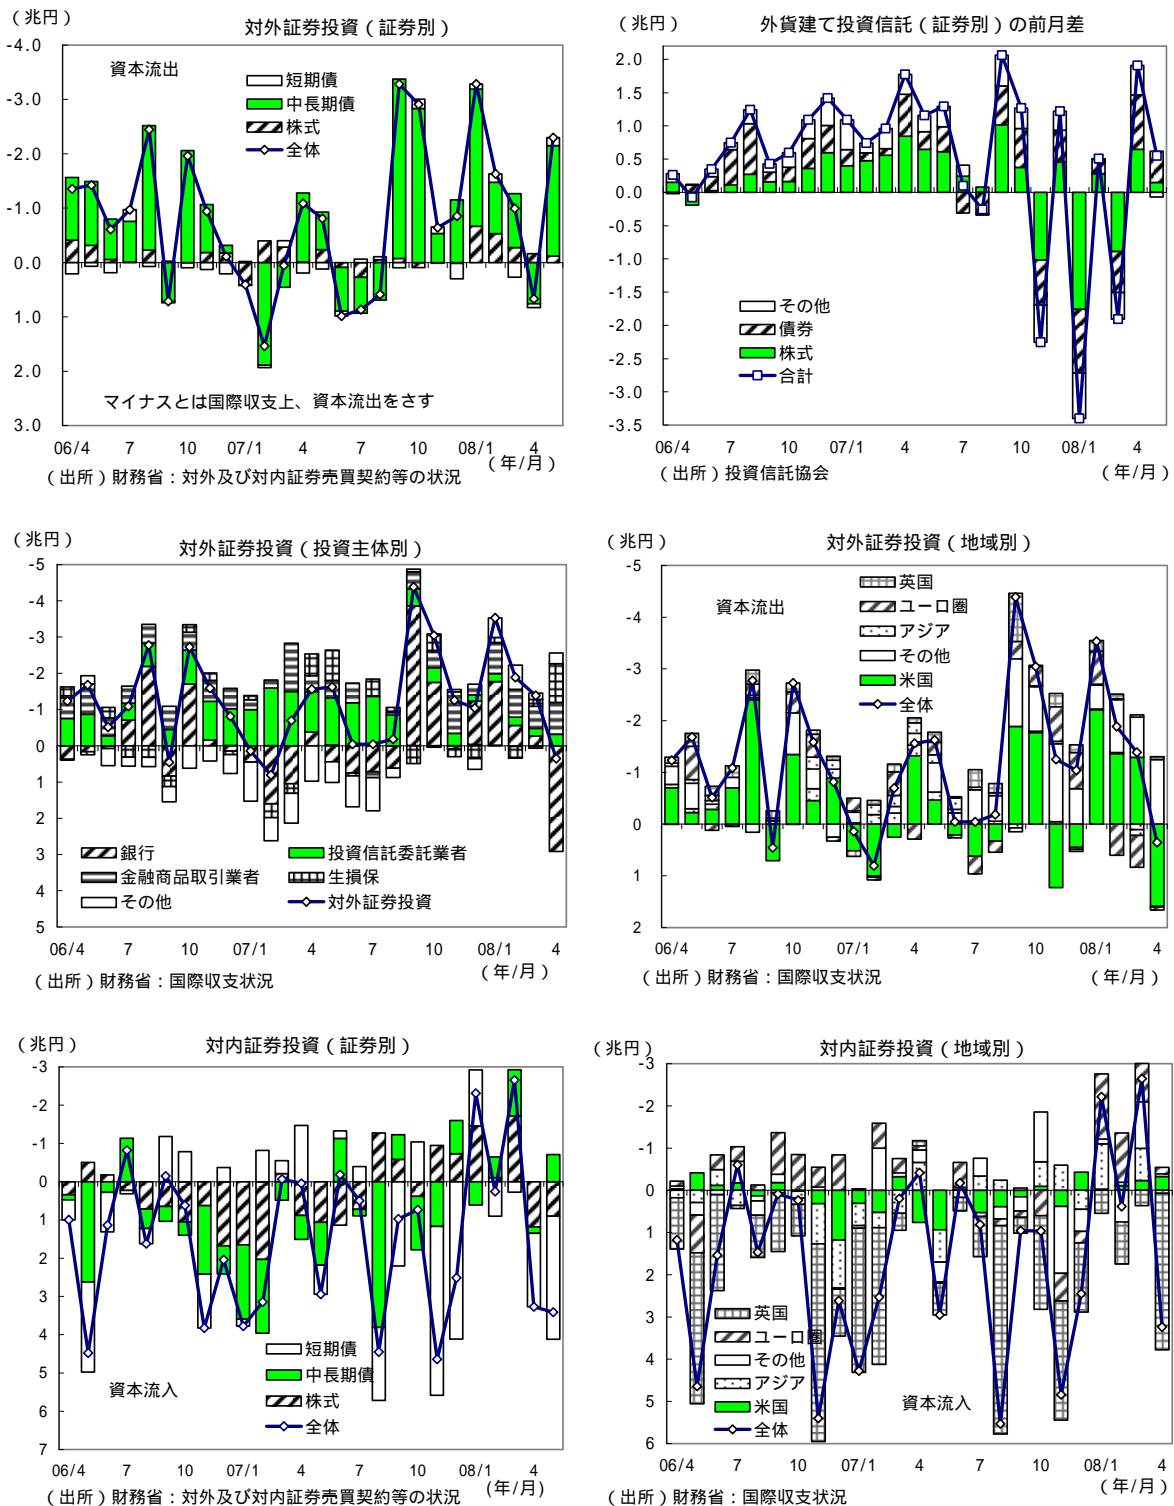 (兆円)
対外証券投資(証券別)
-4.0
-3.0
-2.0
-1.0
0.0
1.0
2.0
3.0
資本流出
短期債
中長期債
株式
全体
マイナスとは国際収支上、資本流出をさす
06/4 7 10 07/1 4 7 10 08/1 4
(年/月)
(出所)財務省:対外及び対内証券売買契約等の状況
(兆円)
外貨建て投資信託(証券別)の前月差
2.0
1.5
1.0
0.5
0.0
-0.5
-1.0
-1.5
-2.0
-2.5
-3.0
-3.5
その他
債券
株式
合計
06/4 7 10 07/1 4 7 10 08/1 4
(出所)投資信託協会
(年/月)
(兆円)
対外証券投資(投資主体別)
-5
-4
-3
-2
-1
0
1
2
3
4
5
銀行
投資信託委託業者
金融商品取引業者
生損保
その他
対外証券投資
06/4 7 10 07/1 4 7 10 08/1 4
(年/月)
(出所)財務省:国際収支状況
(兆円)
対外証券投資(地域別)
-5
-4
-3
-2
-1
0
1
2
資本流出
英国
ユーロ圏
アジア
その他
米国
全体
06/4 7 10 07/1 4 7 10 08/1 4
(出所)財務省:国際収支状況
(年/月)
(兆円)
対内証券投資(証券別)
-3
-2
-1
0
1
2
3
4
5
6
7
短期債
中長期債
株式
全体
資本流入
06/4 7 10 07/1 4 7 10 08/1 4
(年/月)
(出所)財務省:対外及び対内証券売買契約等の状況
(兆円)
対内証券投資(地域別)
-3
-2
-1
0
1
2
3
4
5
6
英国
ユーロ圏
その他
アジア
米国
全体
資本流入
06/4 7 10 07/1 4 7 10 08/1 4
(年/月)
(出所)財務省:国際収支状況